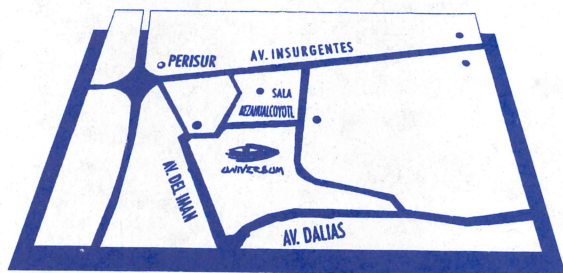 PERISUR
AV. INSURGENTES
SALA
NEZAHUALCOYOTL
AV. DEL IMAN
UNIVERSUM
AV. DALIAS